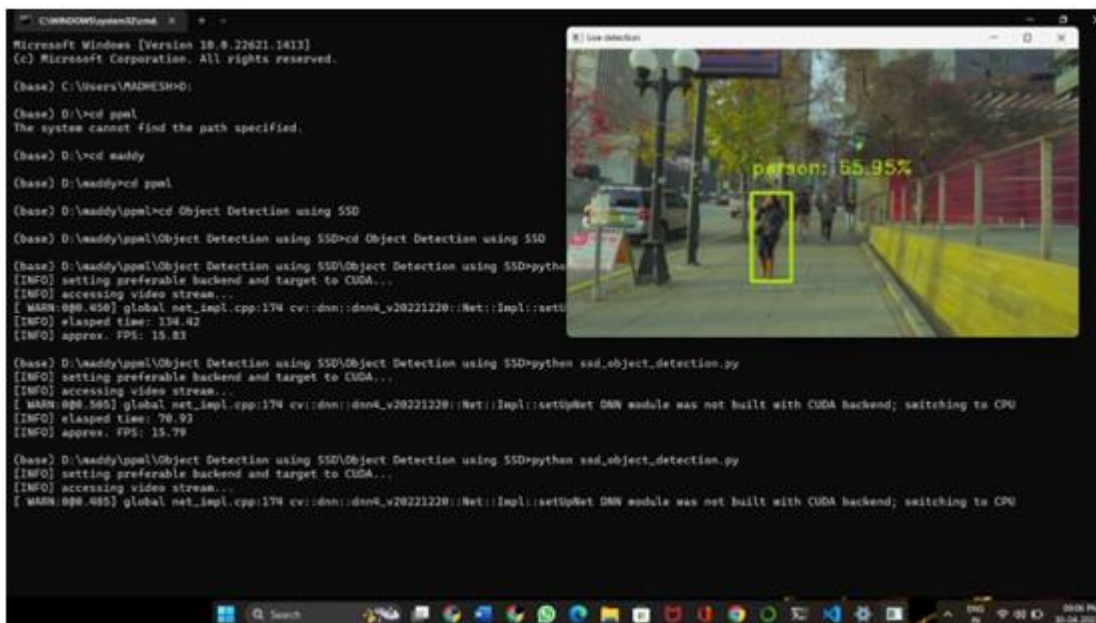 C:\WINDOWS\system32\cmd.
Microsoft Windows [Version 10.0.22621.1413]
(c) Microsoft Corporation. All rights reserved.
(base) C:\Users\MADHESH>D:
(base) D:\>cd ppml
The system cannot find the path specified.
(base) D:\>cd maddy
(base) D:\maddy>cd ppml
(base) D:\maddy\ppml>cd Object Detection using SSD
(base) D:\maddy\ppml\Object Detection using SSD>cd Object Detection using SSD
(base) D:\maddy\ppml\Object Detection using SSD\Object Detection using SSD>pytho
[INFO] setting preferable backend and target to CUDA...
[INFO] accessing video stream...
[ WARN:0@0.450] global net_impl.cpp:174 cv::dnn::dnn4_v20221220::Net::Impl::setU
[INFO] elasped time: 134.42
[INFO] approx. FPS: 15.83
(base) D:\maddy\ppml\Object Detection using SSD\Object Detection using SSD>python ssd_object_detection.py
[INFO] setting preferable backend and target to CUDA...
[INFO] accessing video stream...
[ WARN:0@0.505] global net_impl.cpp:174 cv::dnn::dnn4_v20221220::Net::Impl::setUpNet DNN module was not built with CUDA backend; switching to CPU
[INFO] elasped time: 70.93
[INFO] approx. FPS: 15.79
(base) D:\maddy\ppml\Object Detection using SSD\Object Detection using SSD>python ssd_object_detection.py
[INFO] setting preferable backend and target to CUDA...
[INFO] accessing video stream...
[ WARN:0@0.485] global net_impl.cpp:174 cv::dnn::dnn4_v20221220::Net::Impl::setUpNet DNN module was not built with CUDA backend; switching to CPU
Live detection
person: 65.95%
Search
ENG
IN
09:06 PM